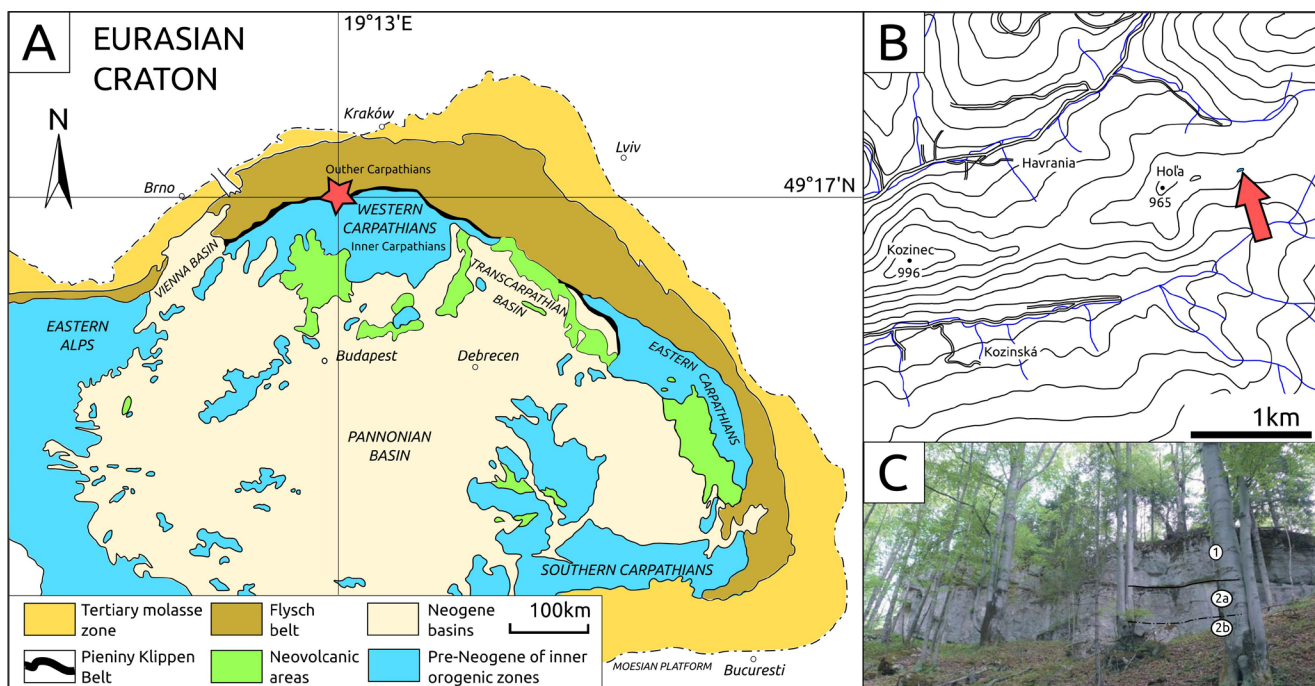 A
EURASIAN
CRATON
19°13'E
N
Kraków
Lviv
Brno
Outher Carpathians
49°17'N
WESTERN
CARPATHIANS
Inner Carpathians
VIENNA BASIN
TRANSCARPATHIAN
BASIN
EASTERN
ALPS
Budapest
Debrecen
EASTERN
CARPATHIANS
PANNONIAN
BASIN
SOUTHERN CARPATHIANS
MOESIAN PLATFORM
Bucuresti
Tertiary molasse
zone
Flysch
belt
Neogene
basins
100km
Pieniny Klippen
Belt
Neovolcanic
areas
Pre-Neogene of inner
orogenic zones
B
Havrania
Hoľa
965
Kozinec
996
Kozinská
1km
C
1
2a
2b